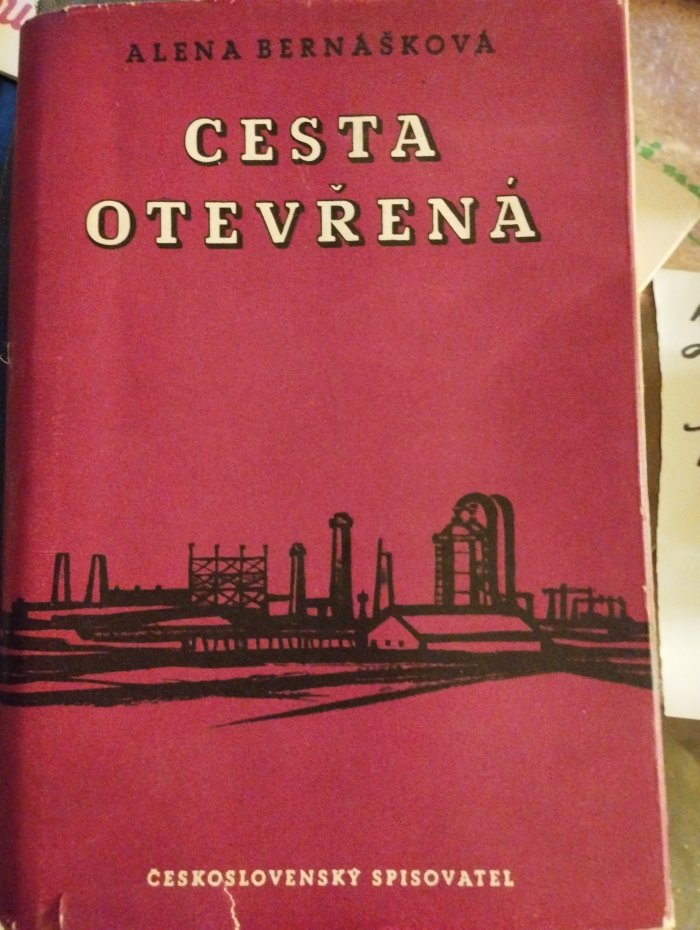 ALENA BERNÁŠKOVÁ
CESTA
OTEVŘENÁ
ČESKOSLOVENSKÝ SPISOVATEL